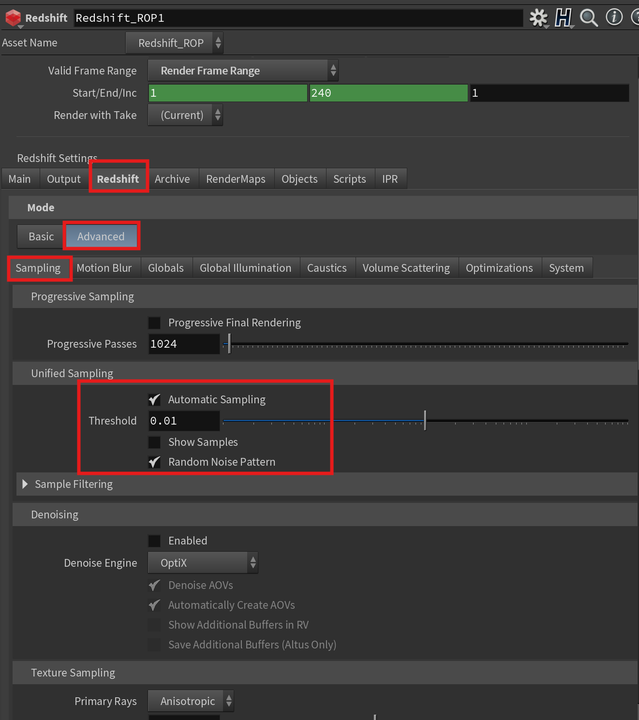 Redshift Redshift_ROP1
Asset Name Redshift_ROP
Valid Frame Range Render Frame Range
Start/End/Inc 1 240 1
Render with Take (Current)
Redshift Settings
Main Output Redshift Archive RenderMaps Objects Scripts IPR
Mode
Basic Advanced
Sampling Motion Blur Globals Global Illumination Caustics Volume Scattering Optimizations System
Progressive Sampling
Progressive Final Rendering
Progressive Passes 1024
Unified Sampling
Automatic Sampling
Threshold 0.01
Show Samples
Random Noise Pattern
Sample Filtering
Denoising
Enabled
Denoise Engine OptiX
Denoise AOVs
Automatically Create AOVs
Show Additional Buffers in RV
Save Additional Buffers (Altus Only)
Texture Sampling
Primary Rays Anisotropic